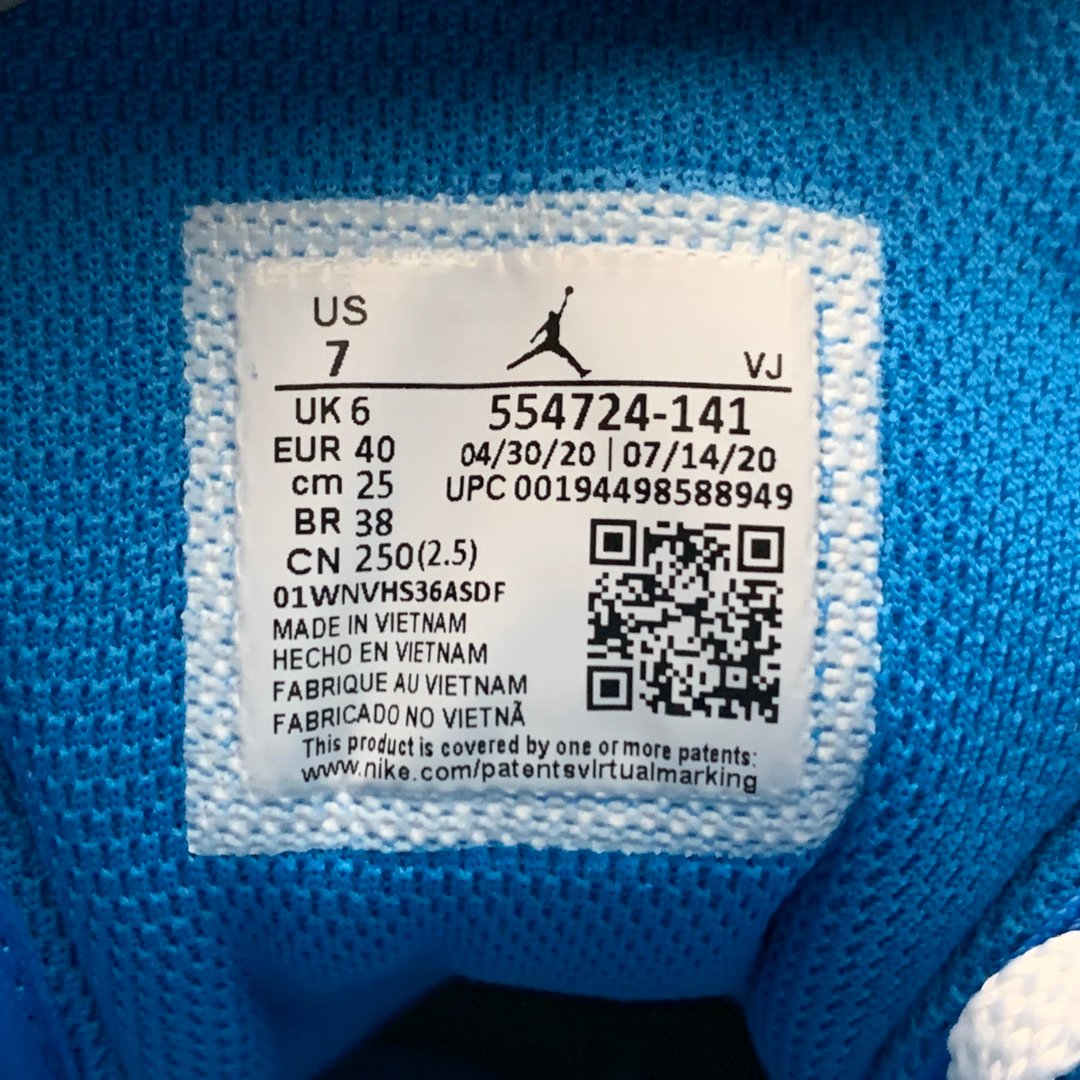 US
7
VJ
UK 6
EUR 40
cm 25
BR 38
CN 250(2.5)
554724-141
04/30/20 | 07/14/20
UPC 00194498588949
01WNVHS36ASDF
MADE IN VIETNAM
HECHO EN VIETNAM
FABRIQUE AU VIETNAM
FABRICADO NO VIETNÃ
This product is covered by one or more patents:
www.nike.com/patentsvirtualmarking